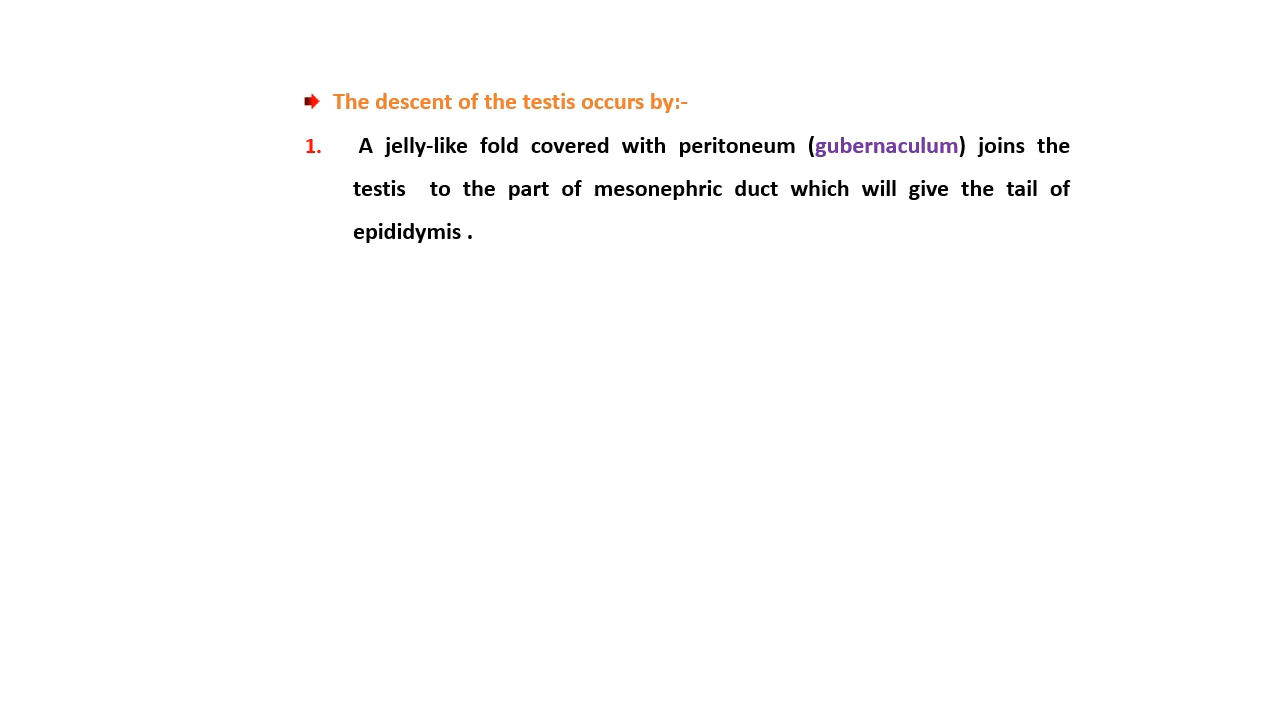 The descent of the testis occurs by:-
1. A jelly-like fold covered with peritoneum (gubernaculum) joins the
testis to the part of mesonephric duct which will give the tail of
epididymis .